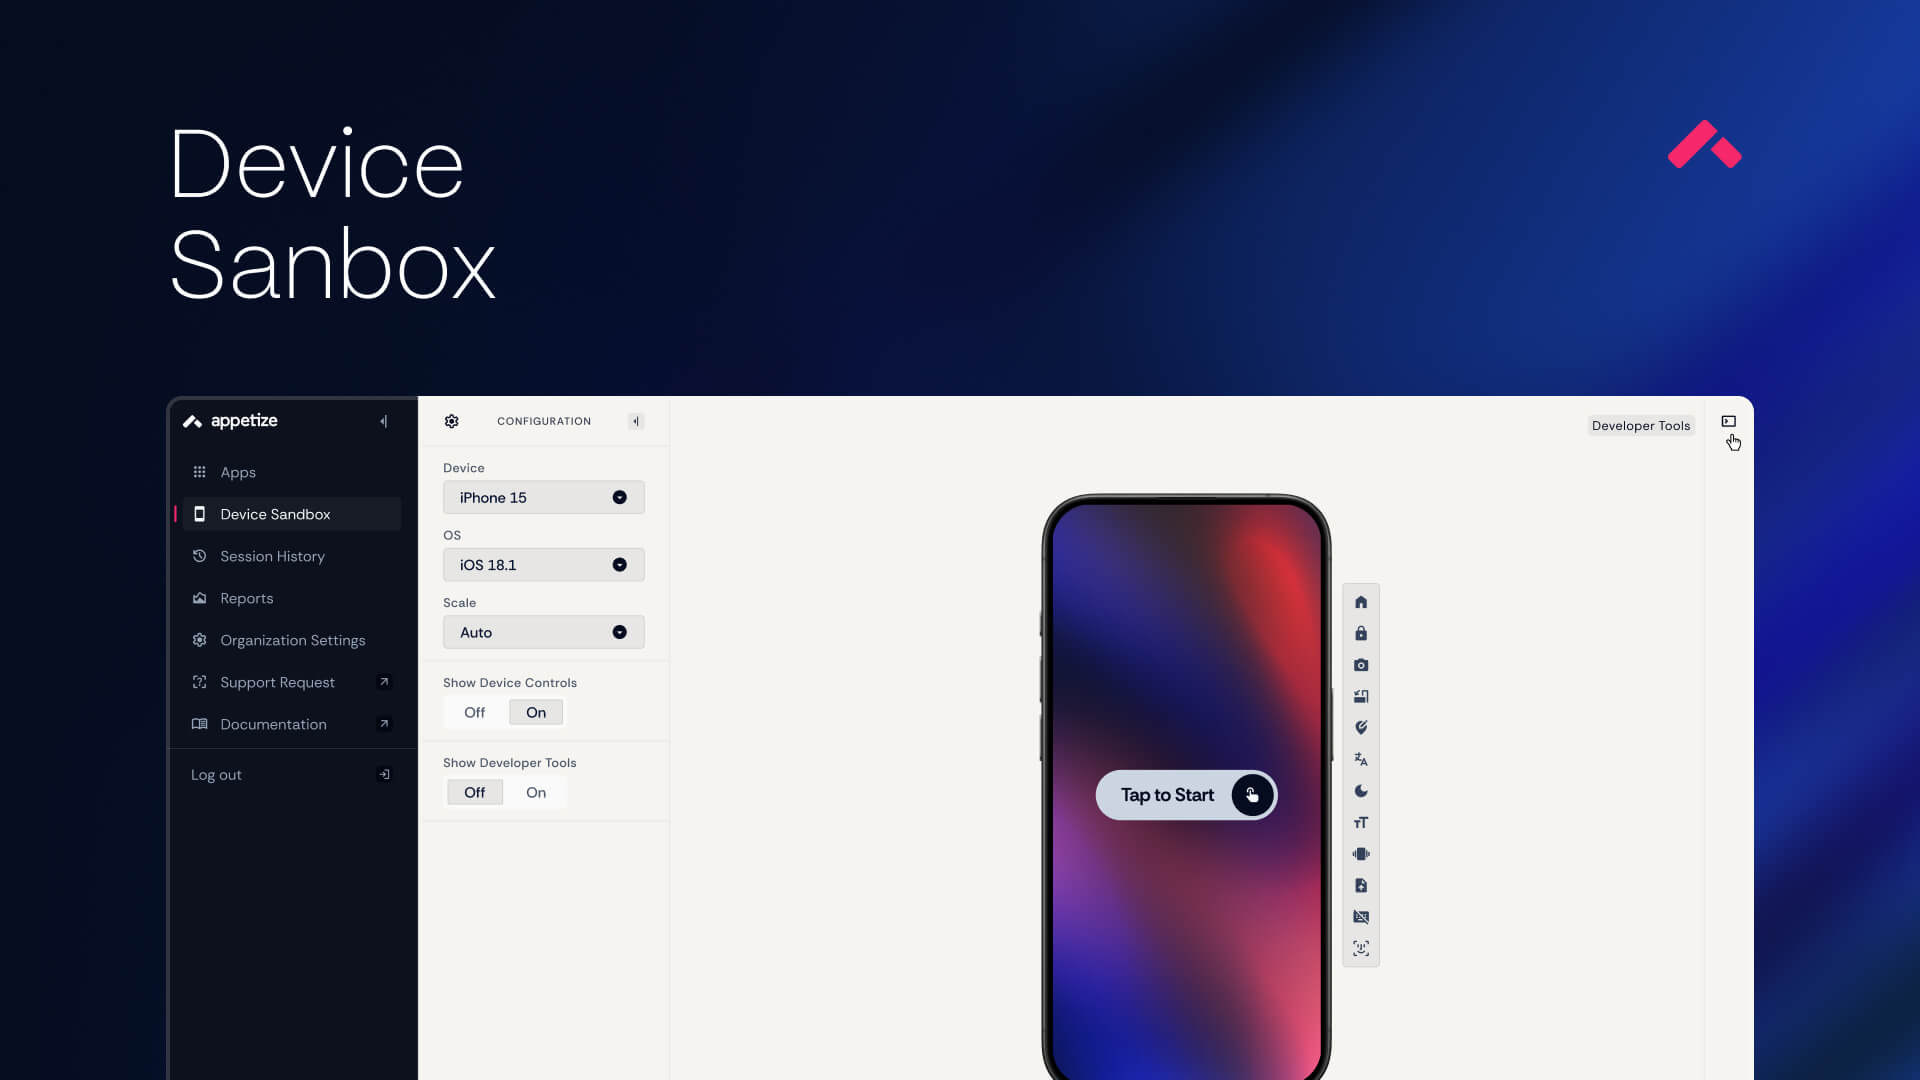 Device
Sanbox
appetize
Apps
Device Sandbox
Session History
Reports
Organization Settings
Support Request
Documentation
Log out
CONFIGURATION
Device
iPhone 15
OS
iOS 18.1
Scale
Auto
Show Device Controls
Off On
Show Developer Tools
Off On
Developer Tools
Tap to Start
TT